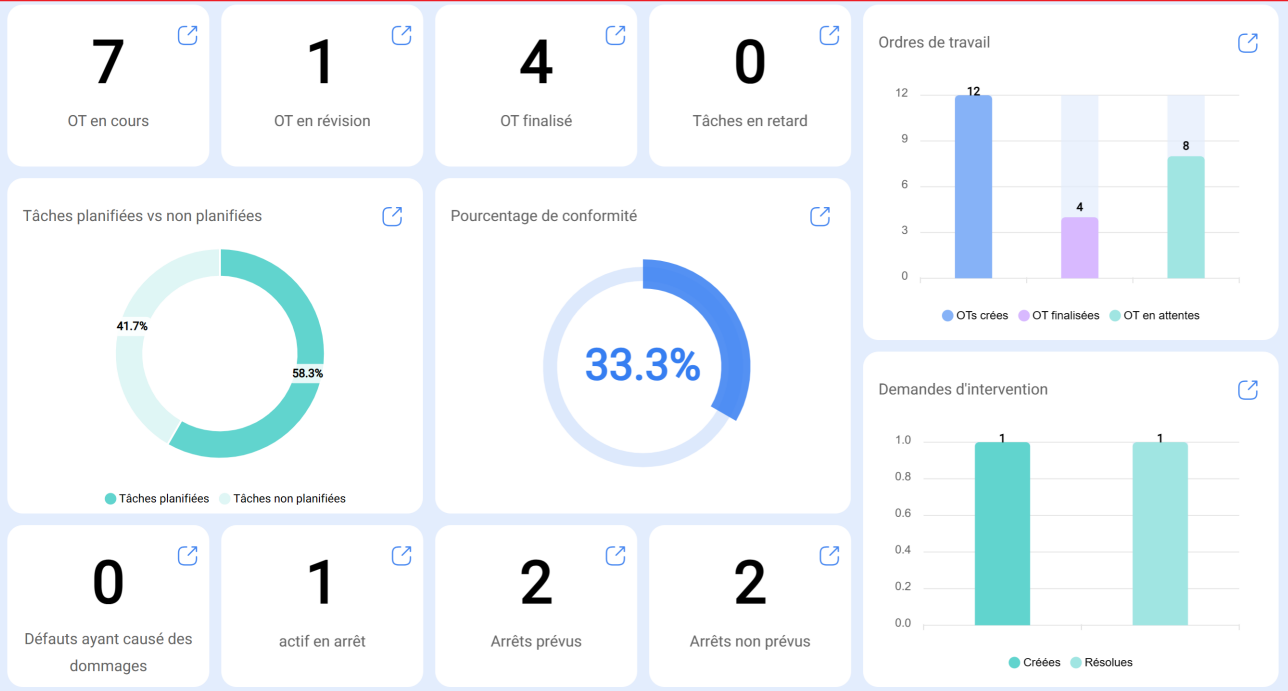 7
OT en cours
1
OT en révision
4
OT finalisé
0
Tâches en retard
Ordres de travail
12
9
6
3
0
12
4
8
OTs crées OT finalisées OT en attentes
Tâches planifiées vs non planifiées
41.7%
58.3%
Tâches planifiées Tâches non planifiées
Pourcentage de conformité
33.3%
Demandes d'intervention
1.0
0.8
0.6
0.4
0.2
0.0
1
1
Créées Résolues
0
Défauts ayant causé des
dommages
1
actif en arrêt
2
Arrêts prévus
2
Arrêts non prévus